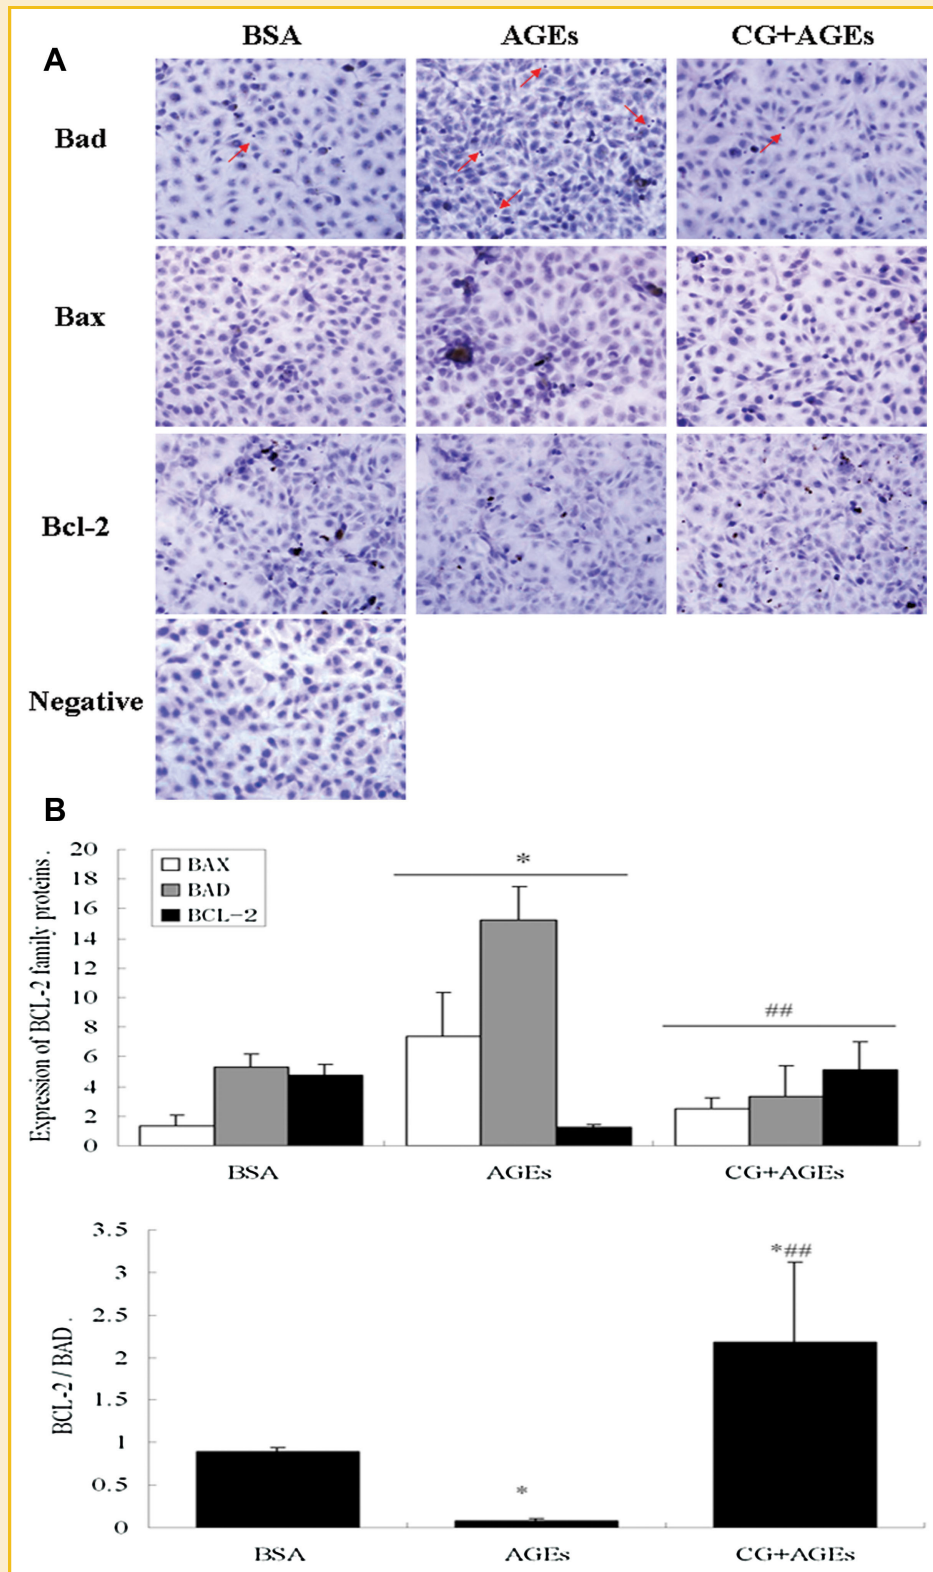 BSA AGEs CG+AGEs
A
Bad
Bax
Bcl-2
Negative
B
Expression of BCL-2 family proteins .
20
18
16
14
12
10
8
6
4
2
0
BAX
BAD
BCL-2
*
##
BSA AGEs CG+AGEs
BCL-2 / BAD .
3.5
3
2.5
2
1.5
1
0.5
0
*
*##
BSA AGEs CG+AGEs